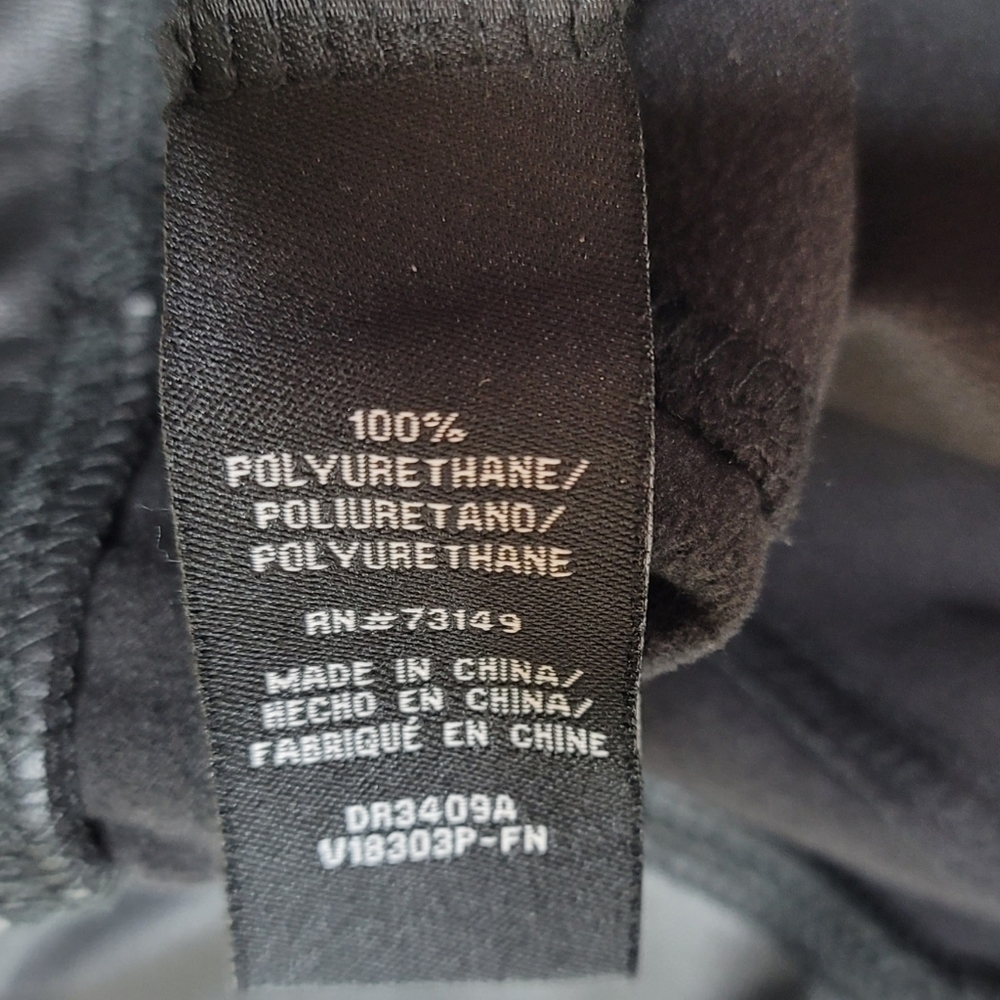 100%
POLYURETHANE/
POLIURETANO/
POLYURETHANE
RN#73149
MADE IN CHINA/
HECHO EN CHINA/
FABRIQUÉ EN CHINE
DR3409A
V18303P-FN